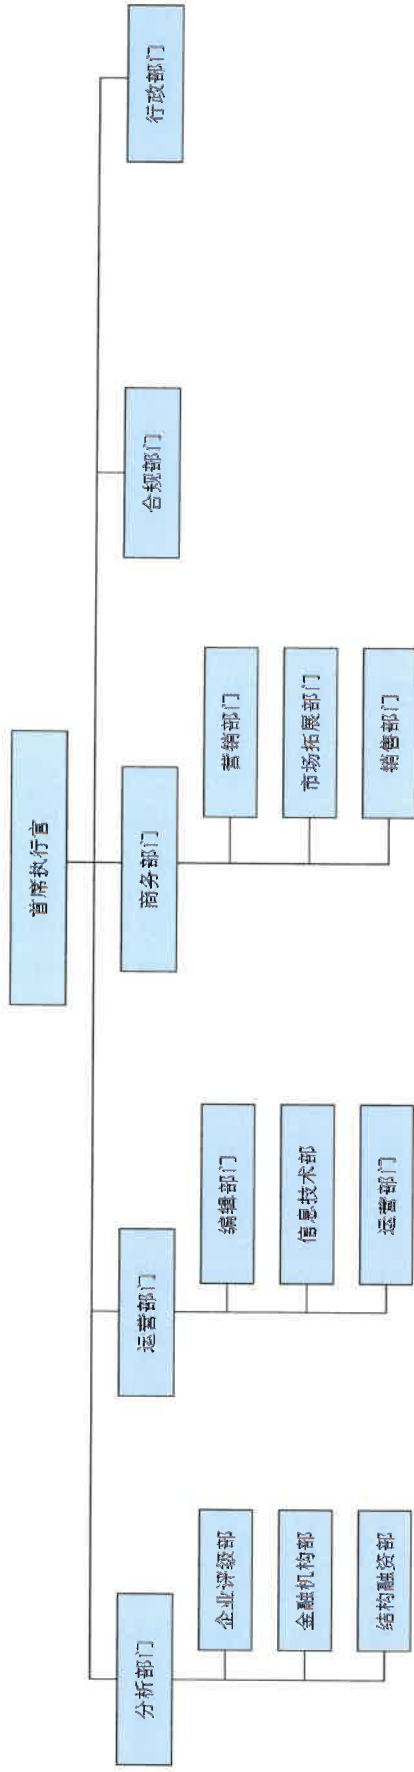 首席执行官
分析部门
运营部门
商务部门
合规部门
行政部门
企业评级部
金融机构部
结构融资部
编辑部门
信息技术部
运营部门
营销部门
市场拓展部门
销售部门